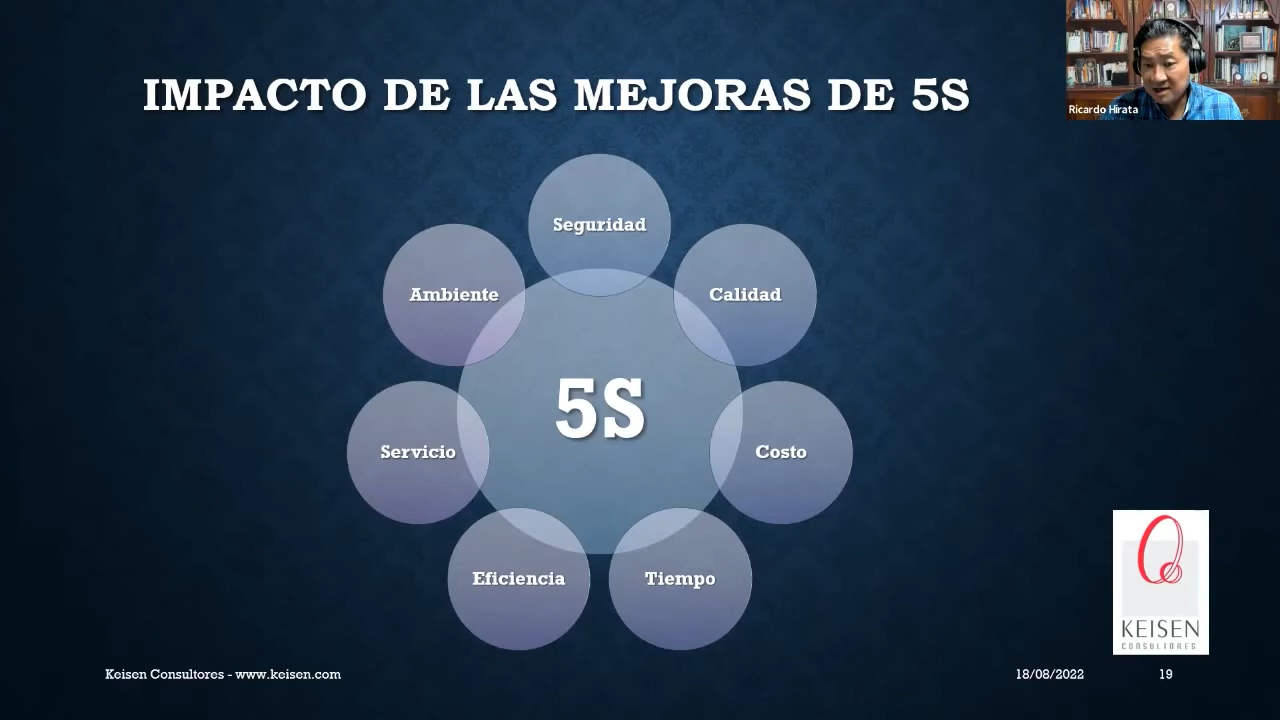 IMPACTO DE LAS MEJORAS DE 5S
Ricardo Hirata
Seguridad
Ambiente
Calidad
5S
Servicio
Costo
Eficiencia
Tiempo
KEISEN
CONSULTORES
Keisen Consultores - www.keisen.com
18/08/2022
19